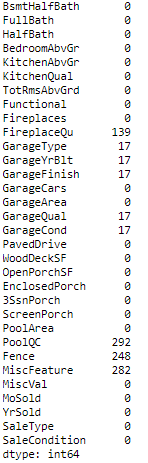 BsmtHalfBath 0
FullBath 0
HalfBath 0
BedroomAbvGr 0
KitchenAbvGr 0
KitchenQual 0
TotRmsAbvGrd 0
Functional 0
Fireplaces 0
FireplaceQu 139
GarageType 17
GarageYrBlt 17
GarageFinish 17
GarageCars 0
GarageArea 0
GarageQual 17
GarageCond 17
PavedDrive 0
WoodDeckSF 0
OpenPorchSF 0
EnclosedPorch 0
3SsnPorch 0
ScreenPorch 0
PoolArea 0
PoolQC 292
Fence 248
MiscFeature 282
MiscVal 0
MoSold 0
YrSold 0
SaleType 0
SaleCondition 0
dtype: int64